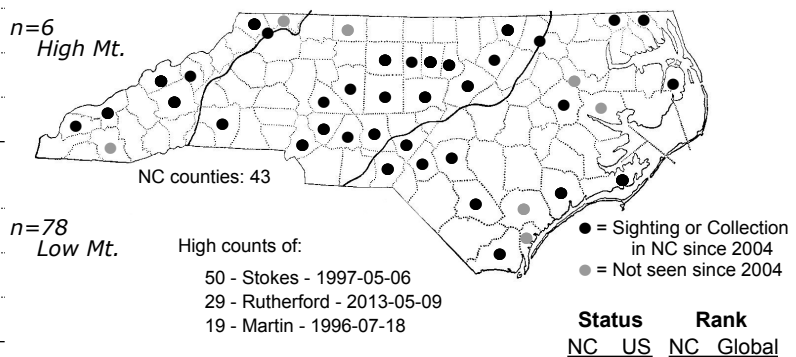 n=6
High Mt.
NC counties: 43
n=78
Low Mt.
High counts of:
50 - Stokes - 1997-05-06
29 - Rutherford - 2013-05-09
19 - Martin - 1996-07-18
● = Sighting or Collection
in NC since 2004
● = Not seen since 2004
Status Rank
NC US NC Global